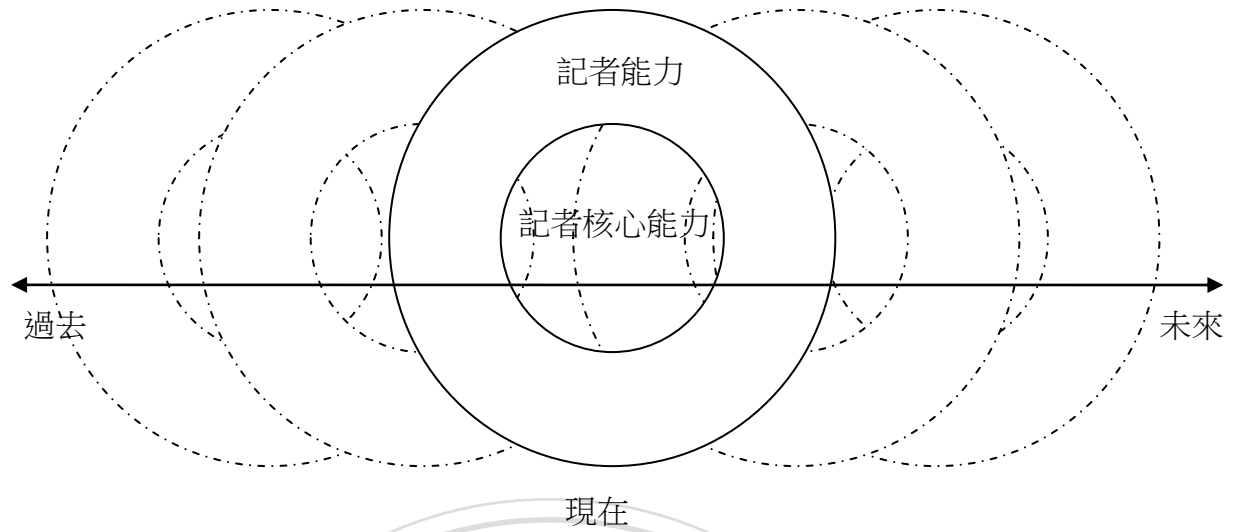 記者能力
記者核心能力
過去
未來
現在